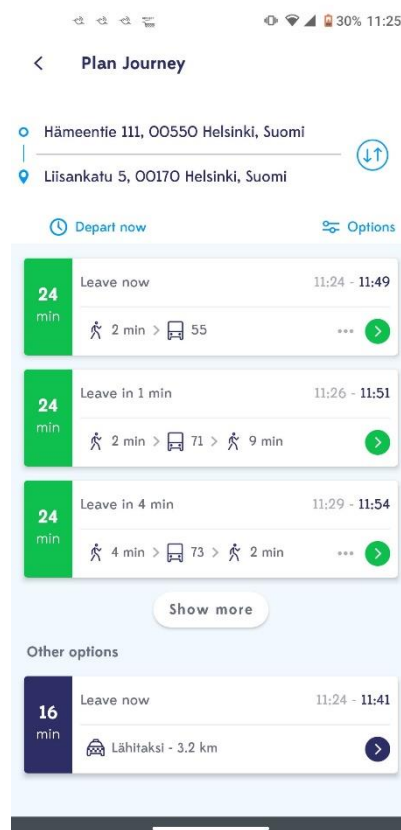 30% 11:25
Plan Journey
Hämeentie 111, 00550 Helsinki, Suomi
Liisankatu 5, 00170 Helsinki, Suomi
Depart now Options
24 min Leave now 11:24 - 11:49
2 min > 55 ...
24 min Leave in 1 min 11:26 - 11:51
2 min > 71 > 9 min
24 min Leave in 4 min 11:29 - 11:54
4 min > 73 > 2 min ...
Show more
Other options
16 min Leave now 11:24 - 11:41
Lähitaksi - 3.2 km